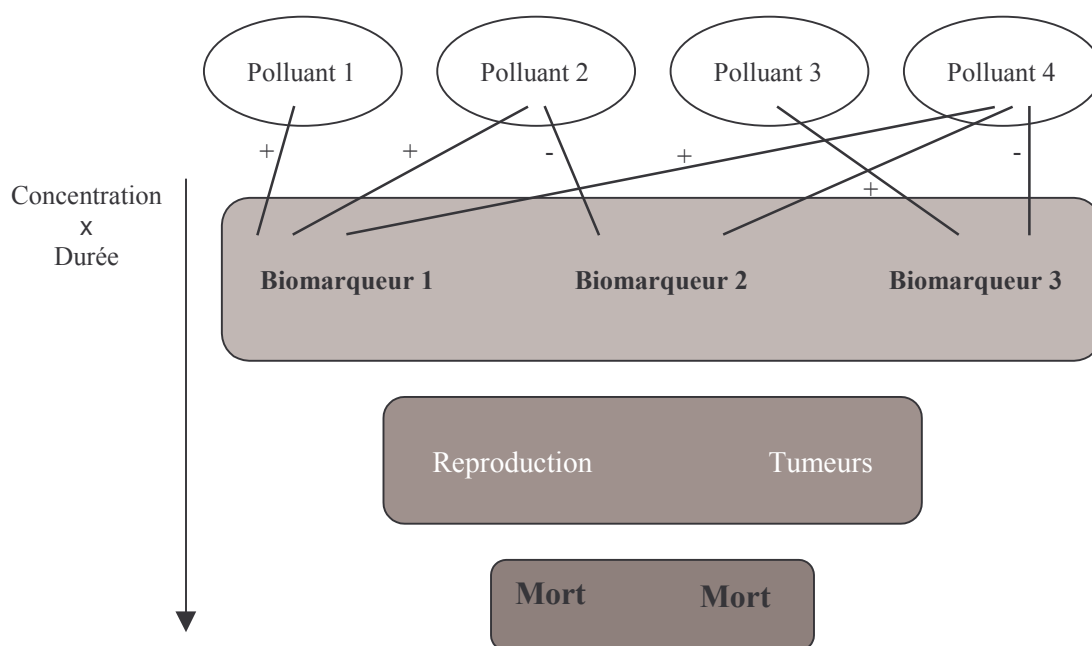 Polluant 1 Polluant 2 Polluant 3 Polluant 4
+ + - + + -
Concentration
x
Durée
Biomarqueur 1 Biomarqueur 2 Biomarqueur 3
Reproduction Tumeurs
Mort Mort